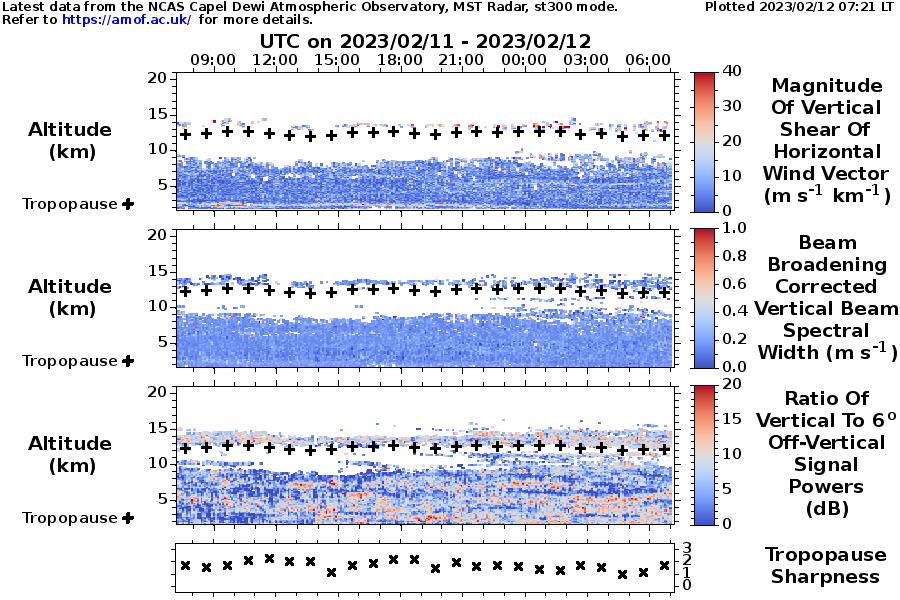 Latest data from the NCAS Capel Dewi Atmospheric Observatory, MST Radar, st300 mode.
Plotted 2023/02/12 07:21 LT
Refer to https://amof.ac.uk/ for more details.
UTC on 2023/02/11 - 2023/02/12
09:00 12:00 15:00 18:00 21:00 00:00 03:00 06:00
20
15
10
5
Altitude
(km)
Tropopause
40
30
20
10
0
Magnitude
Of Vertical
Shear Of
Horizontal
Wind Vector
(m s-1 km-1)
20
15
10
5
Altitude
(km)
Tropopause
1.0
0.8
0.6
0.4
0.2
0.0
Beam
Broadening
Corrected
Vertical Beam
Spectral
Width (m s-1)
20
15
10
5
Altitude
(km)
Tropopause
20
15
10
5
0
Ratio Of
Vertical To 6o
Off-Vertical
Signal
Powers
(dB)
3
2
1
0
Tropopause
Sharpness